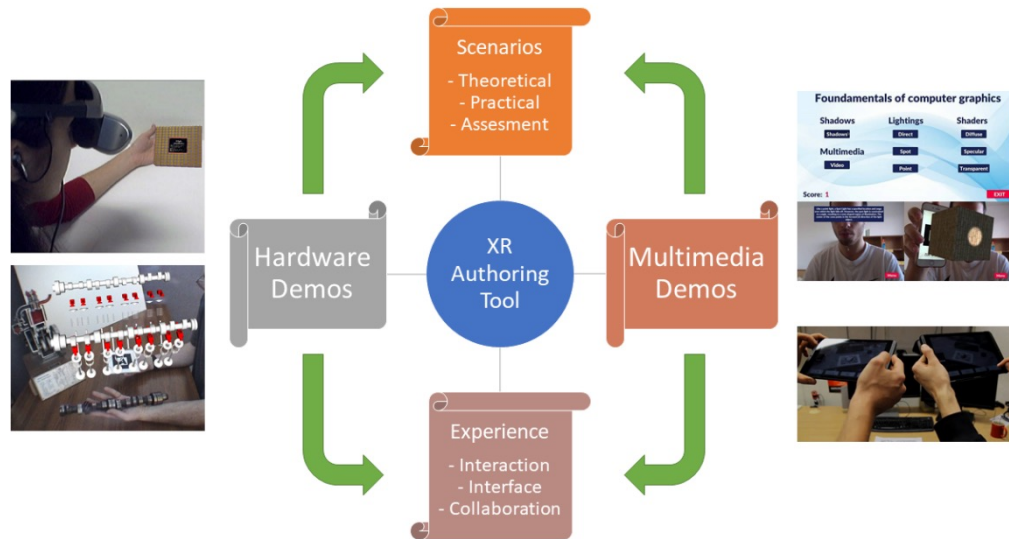 Scenarios
- Theoretical
- Practical
- Assesment
Hardware
Demos
XR
Authoring
Tool
Multimedia
Demos
Experience
- Interaction
- Interface
- Collaboration
Foundamentals of computer graphics
Shadows Lightings Shaders
Shadows Direct Diffuse
Multimedia Spot Specular
Video Point Transparent
Score: 1 EXIT